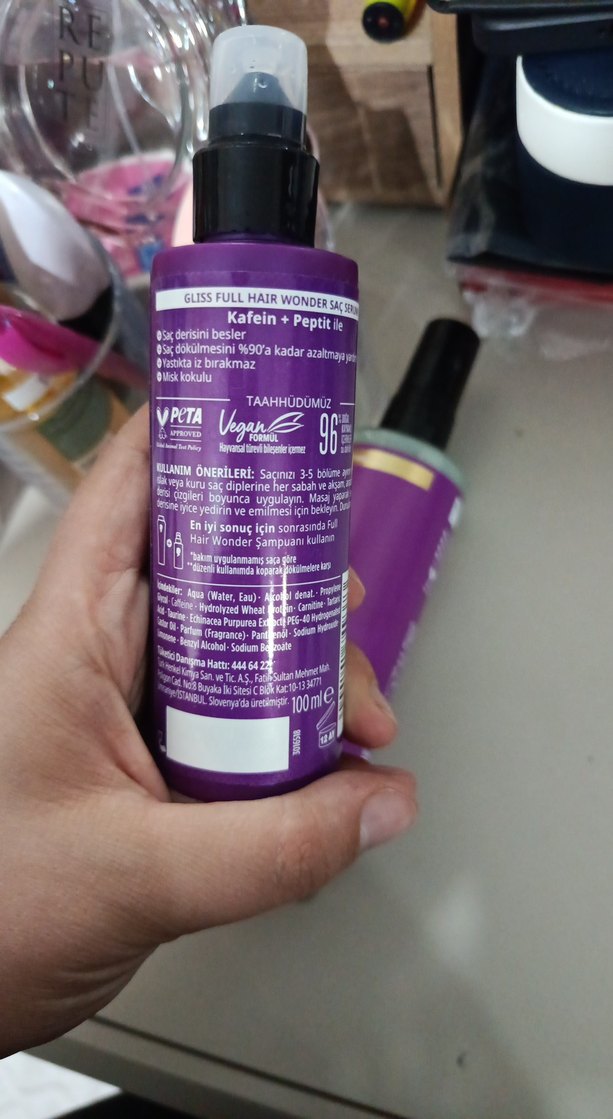 REPUTE
GLISS FULL HAIR WONDER SAÇ SERUM
Kafein + Peptit ile
Saç derisini besler
Saç dökülmesini %90'a kadar azaltmaya
Yastıkta iz bırakmaz
Misk kokulu
TAAHHÜDÜMÜZ
PETA
APPROVED
Global Animal Test Policy
Vegan
FORMÜL
Hayvansal türevli bileşenler içermez
96
KULLANIM ÖNERİLERİ: Saçınızı 3-5 bölüme
ıslak veya kuru saç diplerine her sabah ve akşam,
derisi çizgileri boyunca uygulayın. Masaj
derisine iyice yedirin ve emilmesi için bekleyin.
En iyi sonuç için sonrasında Full
Hair Wonder Şampuanı kullanın
*bakım uygulanmamış saça göre
**düzenli kullanımda koparak dökülmelere karşı
İçindekiler: Aqua (Water, Eau) · Alcohol denat. · Propylene
Glycol · Caffeine · Hydrolyzed Wheat Protein · Carnitine · Tartaric
Acid · Taurine · Echinacea Purpurea Extract · PEG-40 Hydrogenated
Castor Oil · Parfum (Fragrance) · Panthenol · Sodium Hydroxide
Limonene · Benzyl Alcohol · Sodium Benzoate
Tüketici Danışma Hattı: 444 64 22
Türk Henkel Kimya San. ve Tic. A.Ş., Fatih Sultan Mehmet Mah.
Cad. No:8 Buyaka İki Sitesi C Blok Kat:10-13 34771
Ümraniye/İSTANBUL. Slovenya'da üretilmiştir.
100 ml e
12 AY